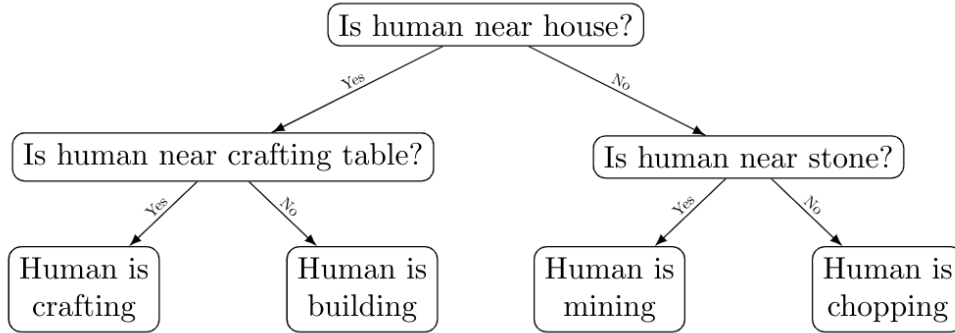 Is human near house?
Yes
No
Is human near crafting table?
Is human near stone?
Yes
No
Yes
No
Human is
crafting
Human is
building
Human is
mining
Human is
chopping